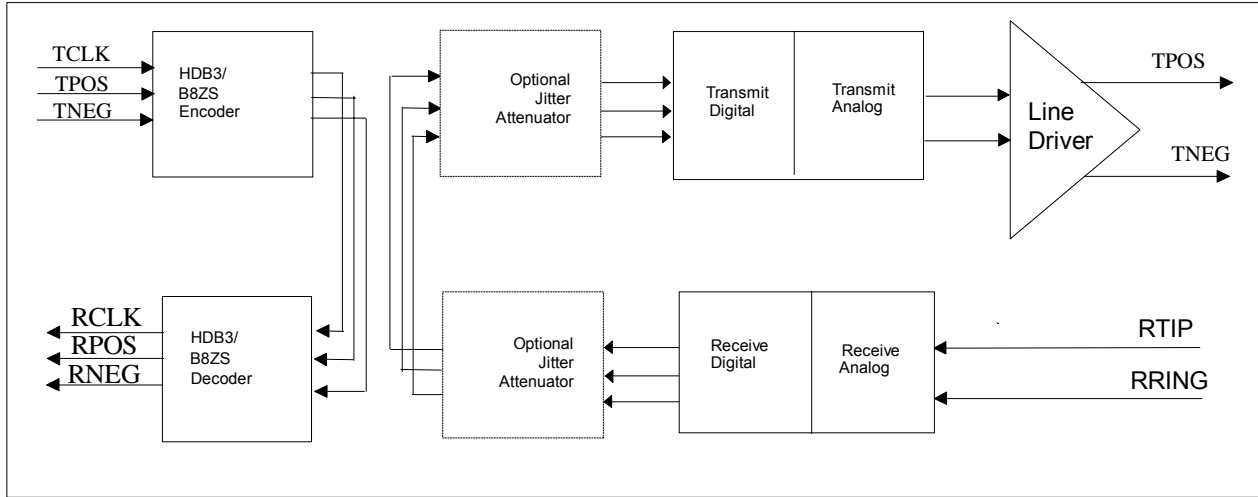 TCLK
TPOS
TNEG
HDB3/
B8ZS
Encoder
Optional
Jitter
Attenuator
Transmit
Digital
Transmit
Analog
Line
Driver
TPOS
TNEG
RCLK
RPOS
RNEG
HDB3/
B8ZS
Decoder
Optional
Jitter
Attenuator
Receive
Digital
Receive
Analog
RTIP
RRING